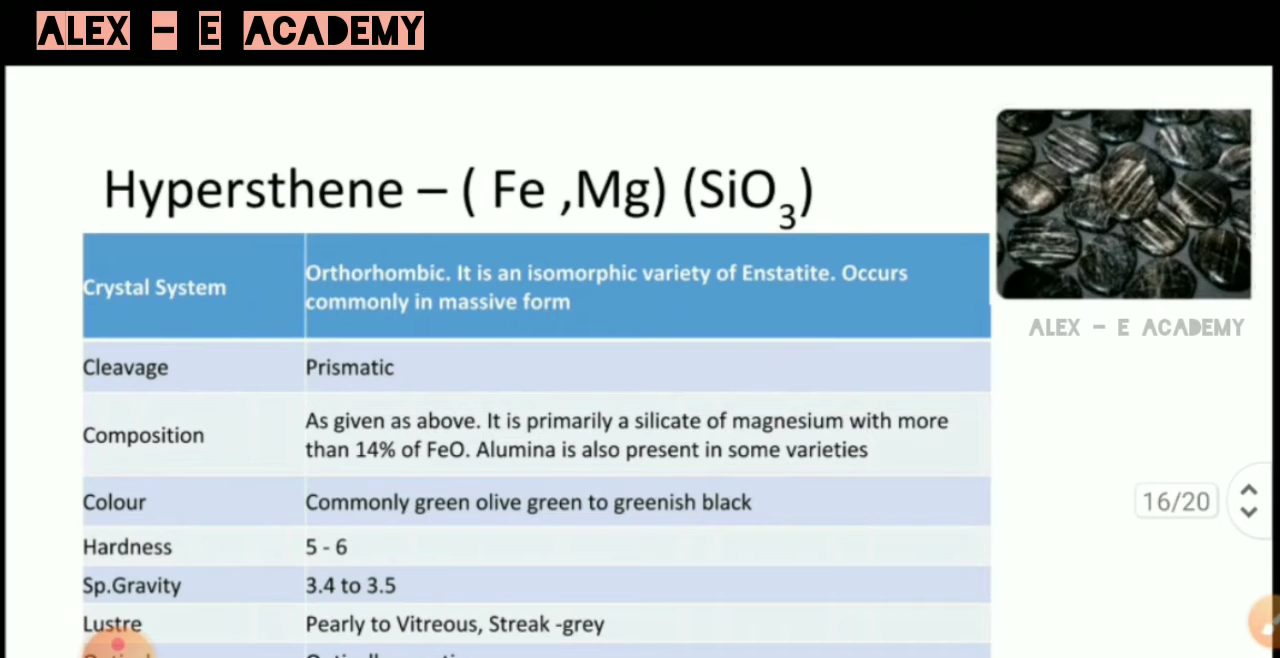 ALEX - E ACADEMY
Hypersthene – ( Fe ,Mg) (SiO3)
Crystal System
Orthorhombic. It is an isomorphic variety of Enstatite. Occurs
commonly in massive form
ALEX - E ACADEMY
Cleavage
Prismatic
Composition
As given as above. It is primarily a silicate of magnesium with more
than 14% of FeO. Alumina is also present in some varieties
Colour
Commonly green olive green to greenish black
16/20
Hardness
5 - 6
Sp.Gravity
3.4 to 3.5
Lustre
Pearly to Vitreous, Streak -grey